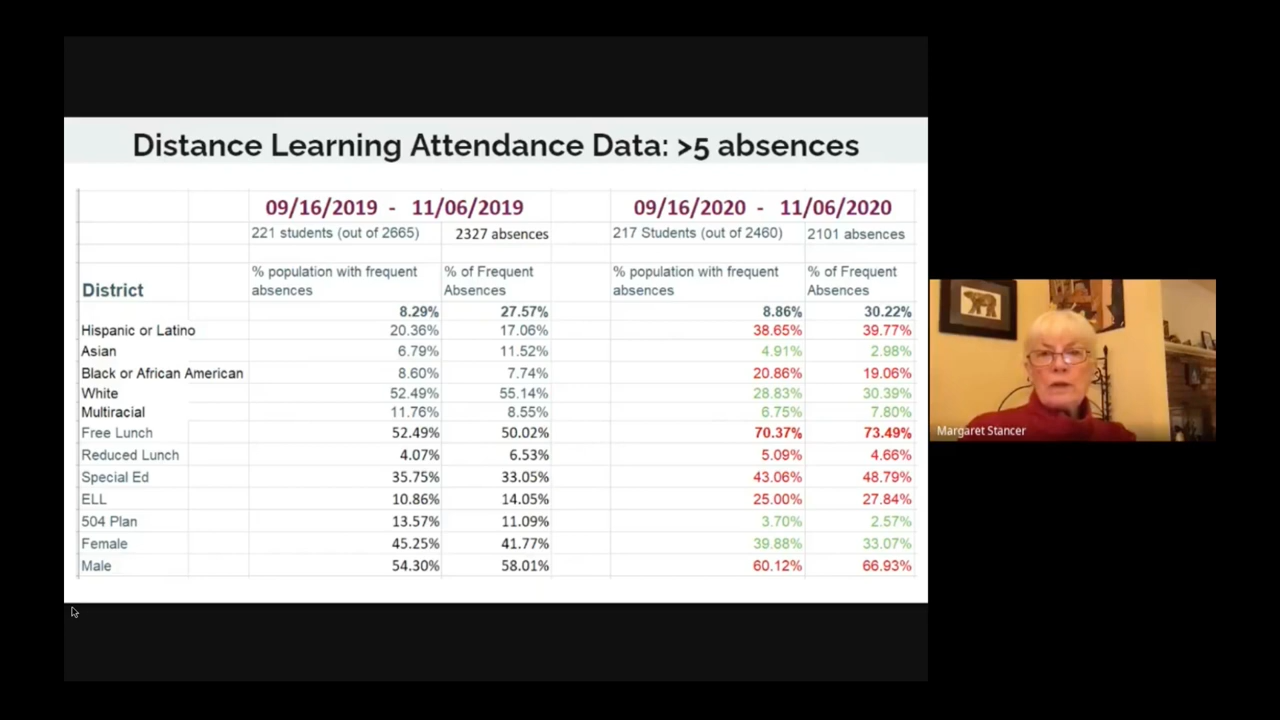 Distance Learning Attendance Data: >5 absences
09/16/2019 - 11/06/2019 09/16/2020 - 11/06/2020
221 students (out of 2665) 2327 absences 217 Students (out of 2460) 2101 absences
District % population with frequent absences % of Frequent Absences % population with frequent absences % of Frequent Absences
8.29% 27.57% 8.86% 30.22%
Hispanic or Latino 20.36% 17.06% 38.65% 39.77%
Asian 6.79% 11.52% 4.91% 2.98%
Black or African American 8.60% 7.74% 20.86% 19.06%
White 52.49% 55.14% 28.83% 30.39%
Multiracial 11.76% 8.55% 6.75% 7.80%
Free Lunch 52.49% 50.02% 70.37% 73.49%
Reduced Lunch 4.07% 6.53% 5.09% 4.66%
Special Ed 35.75% 33.05% 43.06% 48.79%
ELL 10.86% 14.05% 25.00% 27.84%
504 Plan 13.57% 11.09% 3.70% 2.57%
Female 45.25% 41.77% 39.88% 33.07%
Male 54.30% 58.01% 60.12% 66.93%
Margaret Stancer